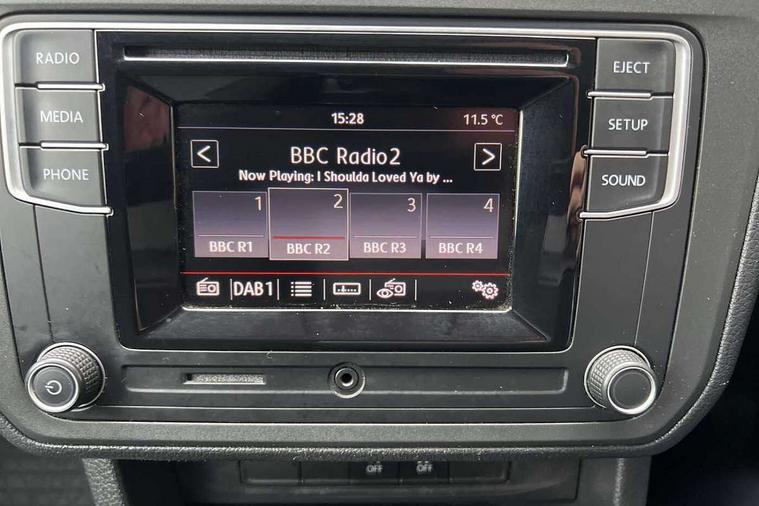 RADIO
MEDIA
PHONE
EJECT
SETUP
SOUND
15:28
11.5 °C
< BBC Radio2 >
Now Playing: I Shoulda Loved Ya by ...
1 2 3 4
BBC R1 BBC R2 BBC R3 BBC R4
DAB1
OFF OFF